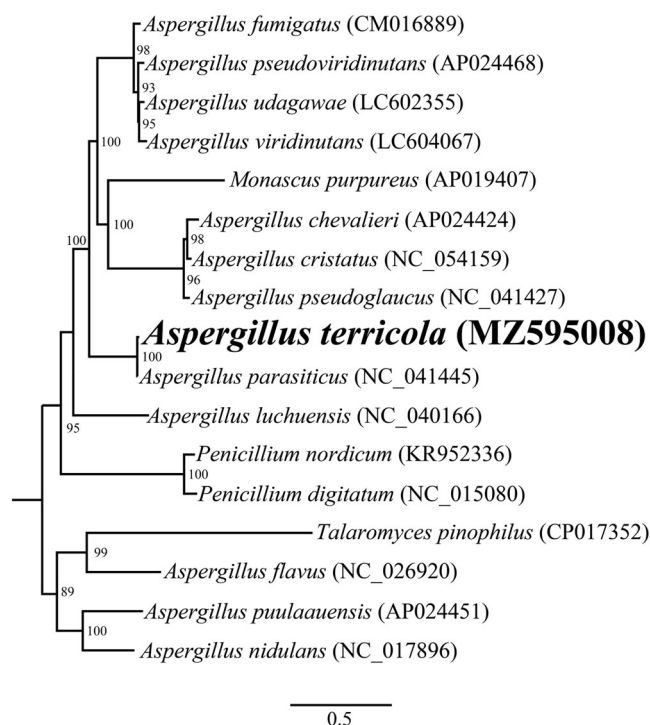 Aspergillus fumigatus (CM016889)
98
Aspergillus pseudoviridinutans (AP024468)
93
Aspergillus udagawae (LC602355)
95
Aspergillus viridinutans (LC604067)
100
Monascus purpureus (AP019407)
Aspergillus chevalieri (AP024424)
100
98
100
Aspergillus cristatus (NC_054159)
96
Aspergillus pseudoglaucus (NC_041427)
Aspergillus terricola (MZ595008)
100
Aspergillus parasiticus (NC_041445)
Aspergillus luchuensis (NC_040166)
95
Penicillium nordicum (KR952336)
100
Penicillium digitatum (NC_015080)
Talaromyces pinophilus (CP017352)
99
Aspergillus flavus (NC_026920)
89
Aspergillus puulaauensis (AP024451)
100
Aspergillus nidulans (NC_017896)
0.5